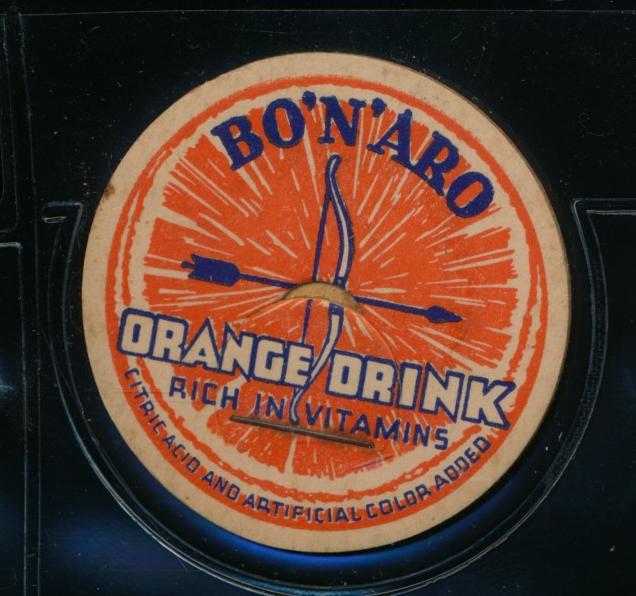 BO'N'ARO
ORANGE DRINK
RICH IN VITAMINS
CITRIC ACID AND ARTIFICIAL COLOR ADDED